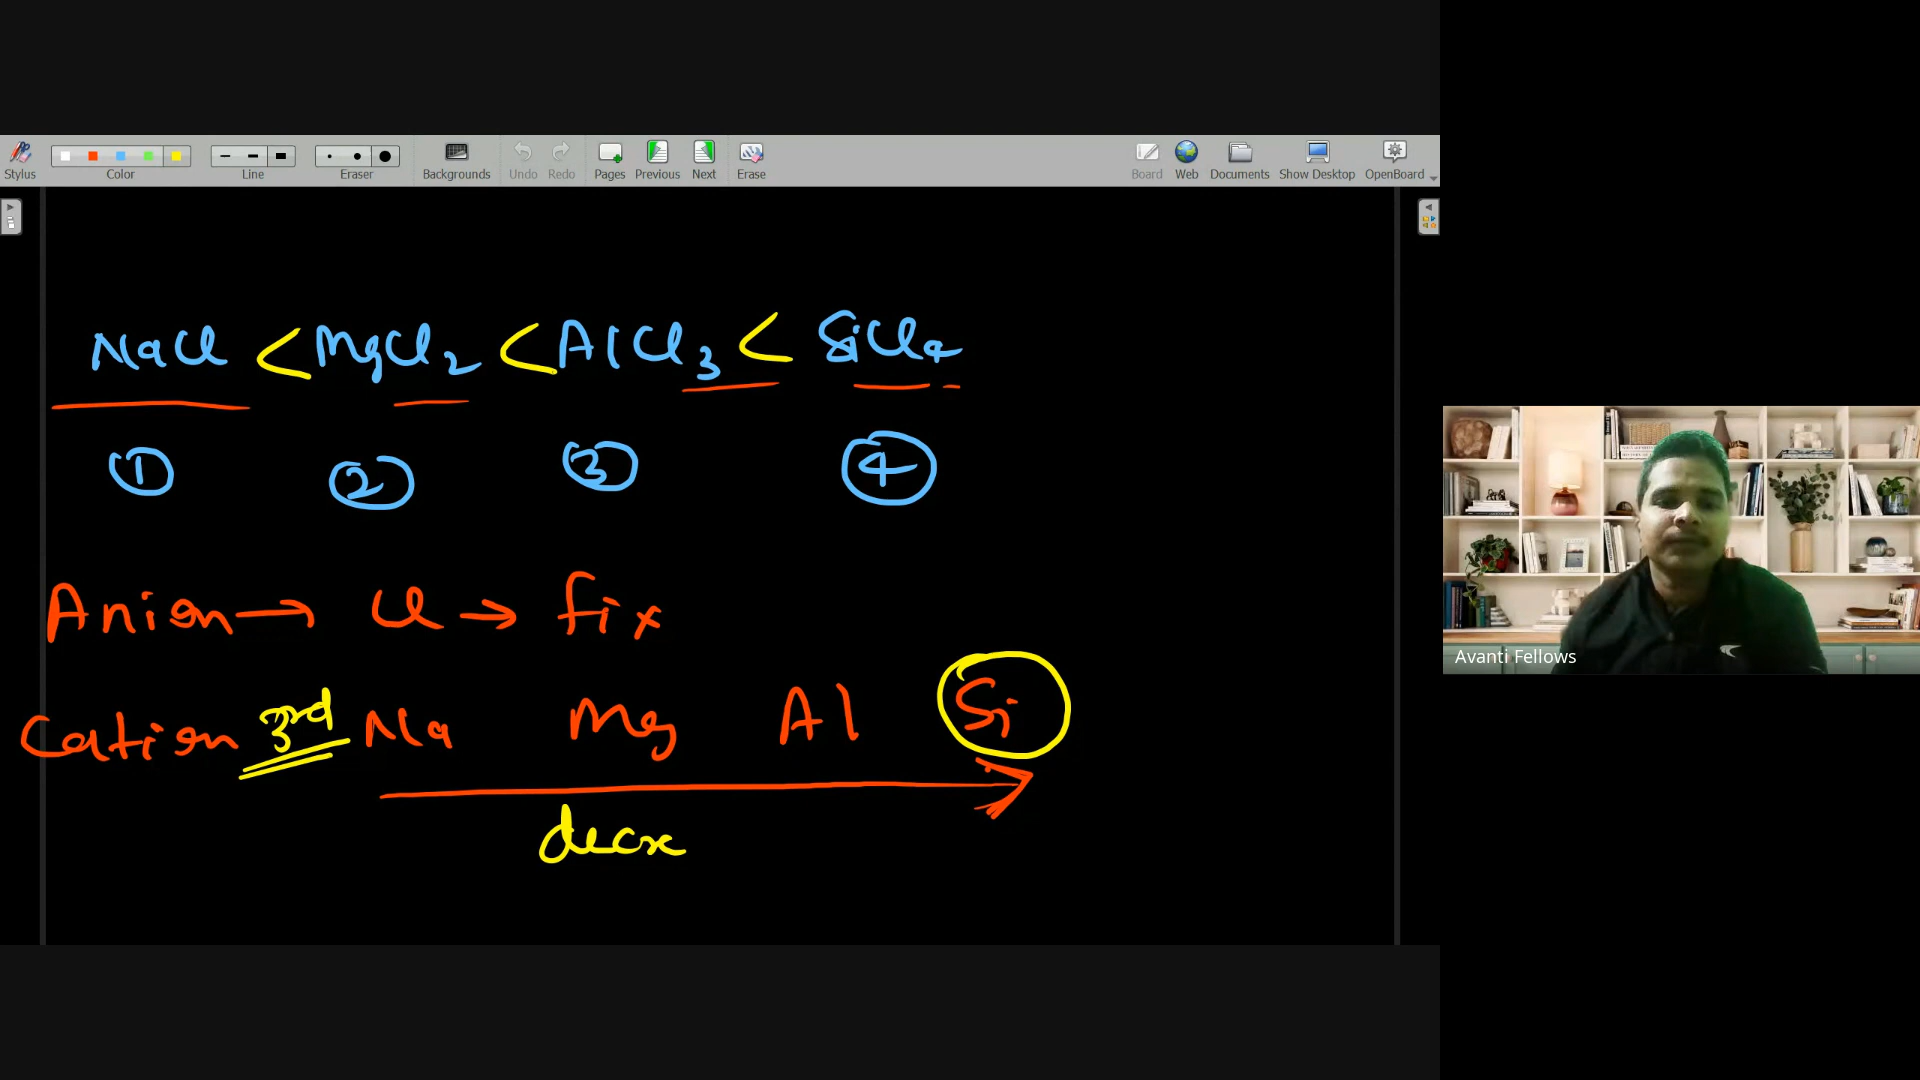 Stylus Color Line Eraser Backgrounds Undo Redo Pages Previous Next Erase Board Web Documents Show Desktop OpenBoard
NaCl < MgCl2 < AlCl3 < SiCl4
1 2 3 4
Anion → Cl → fix
Cation 3rd Na Mg Al Si
decr
Avanti Fellows